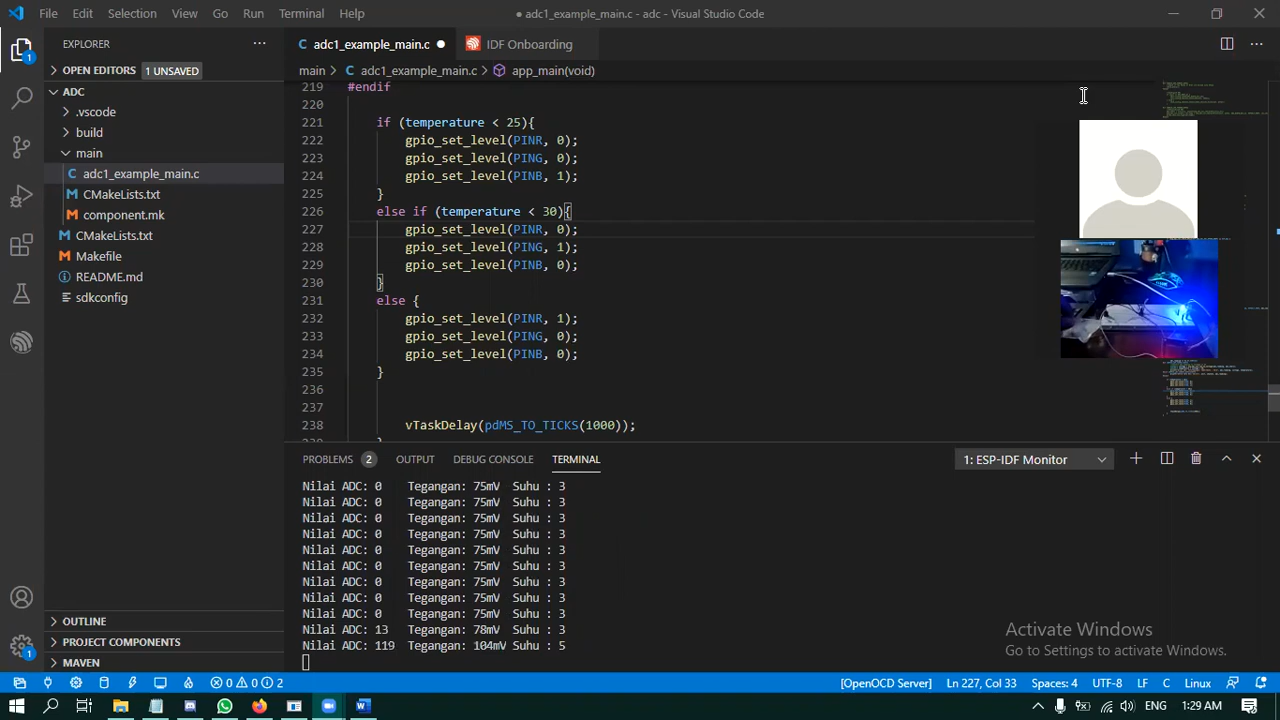 File Edit Selection View Go Run Terminal Help
● adc1_example_main.c - adc - Visual Studio Code
EXPLORER
OPEN EDITORS 1 UNSAVED
ADC
.vscode
build
main
C adc1_example_main.c
M CMakeLists.txt
M component.mk
M CMakeLists.txt
Makefile
README.md
sdkconfig
OUTLINE
PROJECT COMPONENTS
MAVEN
1
1
C adc1_example_main.c ●
IDF Onboarding
main > C adc1_example_main.c > app_main(void)
219 #endif
220
221 if (temperature < 25){
222 gpio_set_level(PINR, 0);
223 gpio_set_level(PING, 0);
224 gpio_set_level(PINB, 1);
225 }
226 else if (temperature < 30){
227 gpio_set_level(PINR, 0);
228 gpio_set_level(PING, 1);
229 gpio_set_level(PINB, 0);
230 }
231 else {
232 gpio_set_level(PINR, 1);
233 gpio_set_level(PING, 0);
234 gpio_set_level(PINB, 0);
235 }
236
237
238 vTaskDelay(pdMS_TO_TICKS(1000));
PROBLEMS 2 OUTPUT DEBUG CONSOLE TERMINAL 1: ESP-IDF Monitor
Nilai ADC: 0 Tegangan: 75mV Suhu : 3
Nilai ADC: 0 Tegangan: 75mV Suhu : 3
Nilai ADC: 0 Tegangan: 75mV Suhu : 3
Nilai ADC: 0 Tegangan: 75mV Suhu : 3
Nilai ADC: 0 Tegangan: 75mV Suhu : 3
Nilai ADC: 0 Tegangan: 75mV Suhu : 3
Nilai ADC: 0 Tegangan: 75mV Suhu : 3
Nilai ADC: 0 Tegangan: 75mV Suhu : 3
Nilai ADC: 0 Tegangan: 75mV Suhu : 3
Nilai ADC: 13 Tegangan: 78mV Suhu : 3
Nilai ADC: 119 Tegangan: 104mV Suhu : 5
Activate Windows
Go to Settings to activate Windows.
0 0 2 [OpenOCD Server] Ln 227, Col 33 Spaces: 4 UTF-8 LF C Linux
ENG 1:29 AM